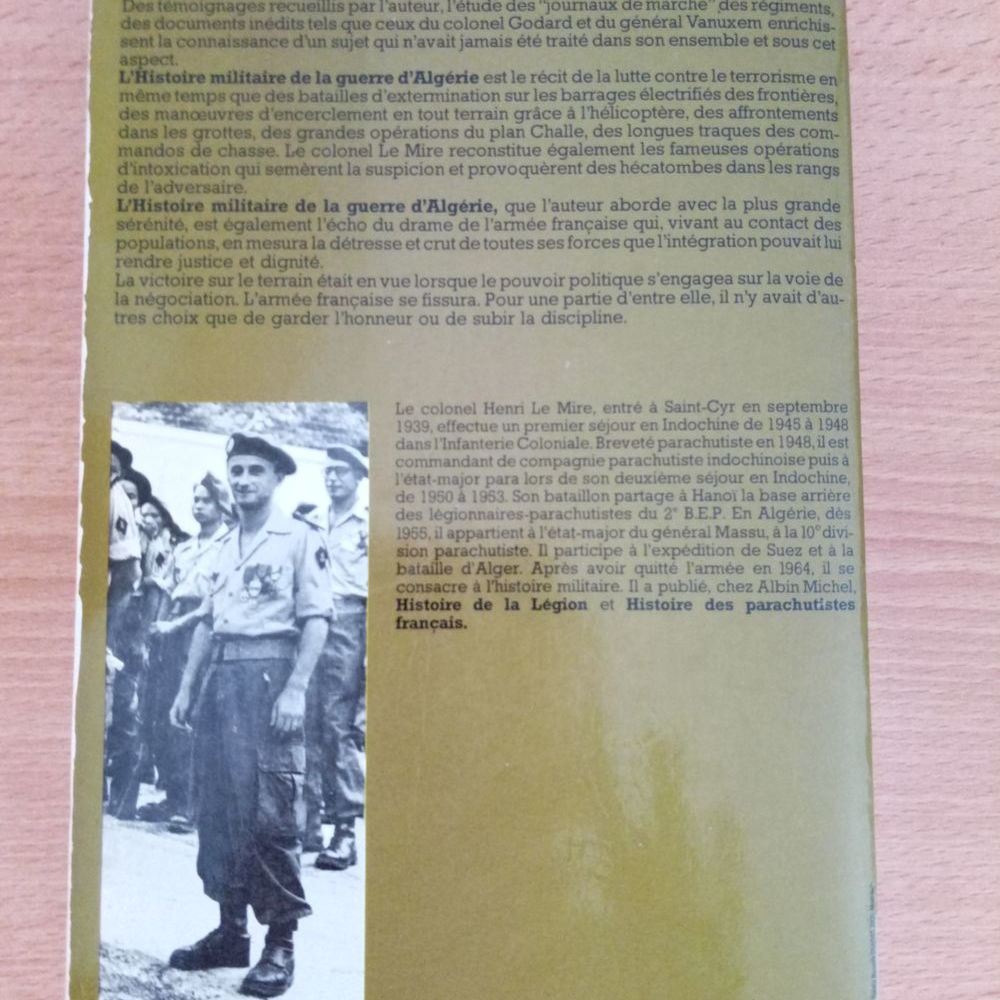 Des témoignages recueillis par l'auteur, l'étude des "journaux de marche" des régiments,
des documents inédits tels que ceux du colonel Godard et du général Vanuxem enrichis-
sent la connaissance d'un sujet qui n'avait jamais été traité dans son ensemble et sous cet
aspect.
L'Histoire militaire de la guerre d'Algérie est le récit de la lutte contre le terrorisme en
même temps que des batailles d'extermination sur les barrages électrifiés des frontières,
des manœuvres d'encerclement en tout terrain grâce à l'hélicoptère, des affrontements
dans les grottes, des grandes opérations du plan Challe, des longues traques des com-
mandos de chasse. Le colonel Le Mire reconstitue également les fameuses opérations
d'intoxication qui semèrent la suspicion et provoquèrent des hécatombes dans les rangs
de l'adversaire.
L'Histoire militaire de la guerre d'Algérie, que l'auteur aborde avec la plus grande
sérénité, est également l'écho du drame de l'armée française qui, vivant au contact des
populations, en mesura la détresse et crut de toutes ses forces que l'intégration pouvait lui
rendre justice et dignité.
La victoire sur le terrain était en vue lorsque le pouvoir politique s'engagea sur la voie de
la négociation. L'armée française se fissura. Pour une partie d'entre elle, il n'y avait d'au-
tres choix que de garder l'honneur ou de subir la discipline.
Le colonel Henri Le Mire, entré à Saint-Cyr en septembre
1939, effectue un premier séjour en Indochine de 1945 à 1948
dans l'Infanterie Coloniale. Breveté parachutiste en 1948, il est
commandant de compagnie parachutiste indochinoise puis à
l'état-major para lors de son deuxième séjour en Indochine,
de 1950 à 1953. Son bataillon partage à Hanoï la base arrière
des légionnaires-parachutistes du 2e B.E.P. En Algérie, dès
1955, il appartient à l'état-major du général Massu, à la 10e divi-
sion parachutiste. Il participe à l'expédition de Suez et à la
bataille d'Alger. Après avoir quitté l'armée en 1964, il se
consacre à l'histoire militaire. Il a publié, chez Albin Michel,
Histoire de la Légion et Histoire des parachutistes
français.